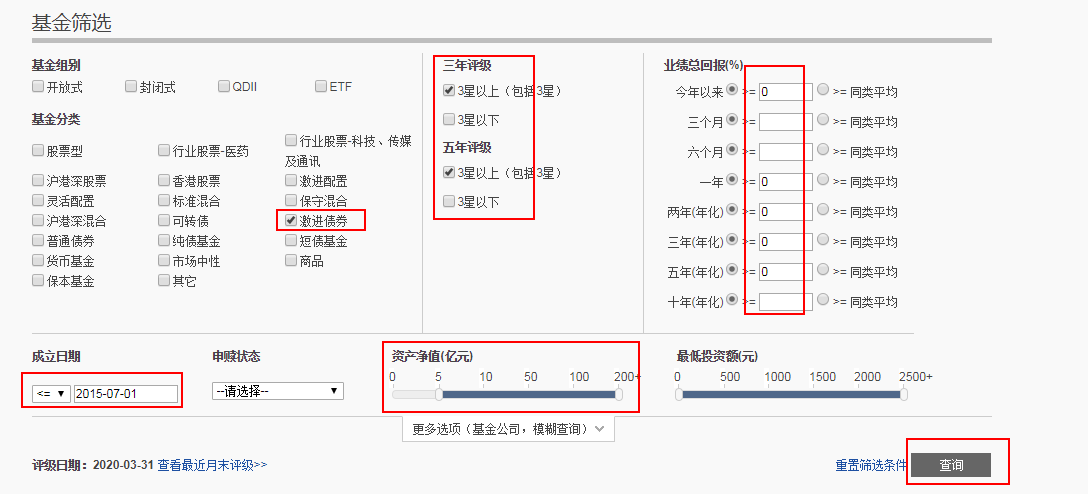 基金筛选
基金组别
开放式 封闭式 QDII ETF
基金分类
股票型 行业股票-医药 行业股票-科技、传媒及通讯
沪港深股票 香港股票 激进配置
灵活配置 标准混合 保守混合
沪港深混合 可转债 激进债券
普通债券 纯债基金 短债基金
货币基金 市场中性 商品
保本基金 其它
三年评级
3星以上（包括3星）
3星以下
五年评级
3星以上（包括3星）
3星以下
业绩总回报(%)
今年以来 >= 0 >= 同类平均
三个月 >= >= 同类平均
六个月 >= >= 同类平均
一年 >= 0 >= 同类平均
两年(年化) >= 0 >= 同类平均
三年(年化) >= 0 >= 同类平均
五年(年化) >= 0 >= 同类平均
十年(年化) >= >= 同类平均
成立日期
<= 2015-07-01
申赎状态
--请选择--
资产净值(亿元)
0 5 10 50 100 200+
最低投资额(元)
0 500 1000 1500 2000 2500+
更多选项（基金公司，模糊查询）
评级日期：2020-03-31 查看最近月末评级>> 重置筛选条件 查询